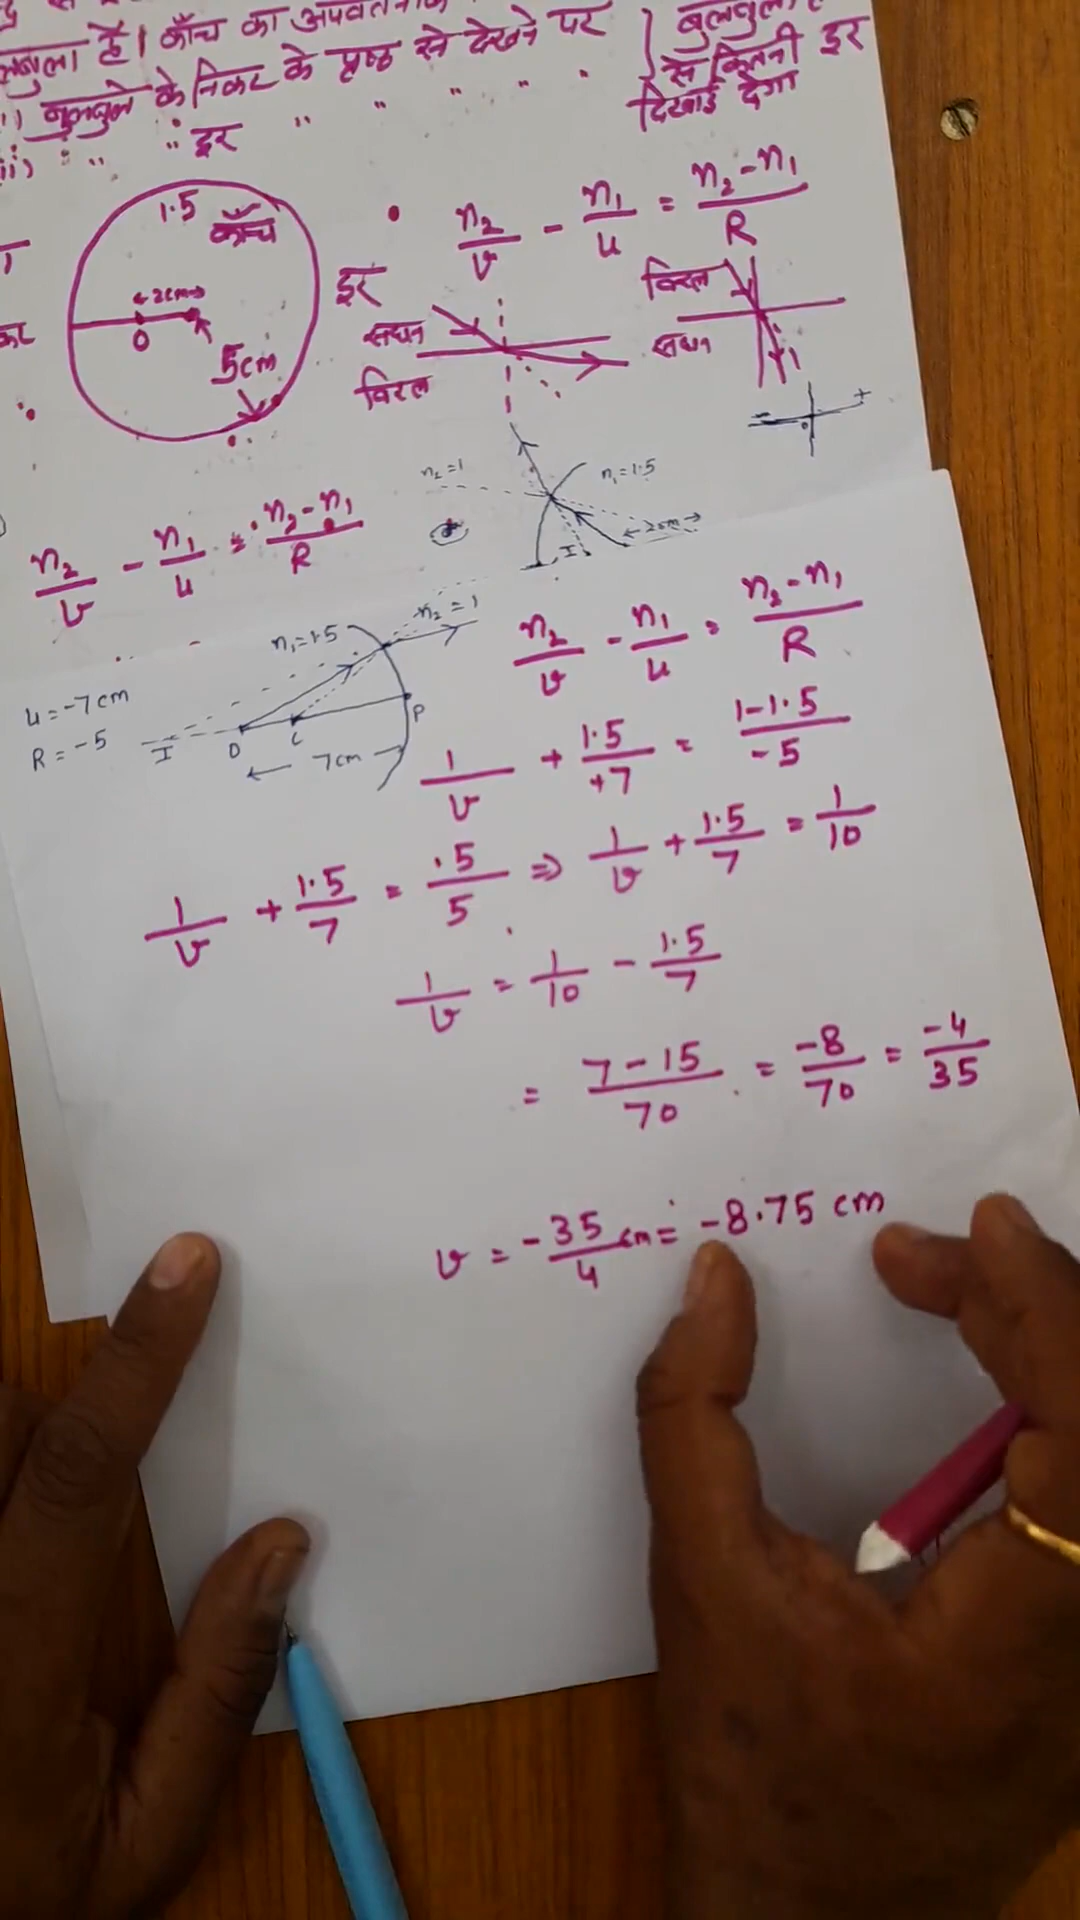 लबुला है। काँच का अपवर्तनांक
बुलबुले के निकट के पृष्ठ से देखने पर } बुलबुला
ii) " " दूर " " " " से कितनी दूर
दिखाई देगा
1.5 काँच
2cm
O
5cm
दूर
n₂/v - n₁/u = n₂-n₁/R
सघन
विरल
विरल
सघन
n₂=1
n₁=1.5
2cm
I
n₂/v - n₁/u = n₂-n₁/R
n₁=1.5
n₂=1
u=-7cm
R=-5
I O C P
7cm
n₂/v - n₁/u = n₂-n₁/R
1/v + 1.5/+7 = 1-1.5/-5
1/v + 1.5/7 = .5/5 ⇒ 1/v + 1.5/7 = 1/10
1/v = 1/10 - 1.5/7
= 7-15/70 = -8/70 = -4/35
v = -35/4 cm = -8.75 cm